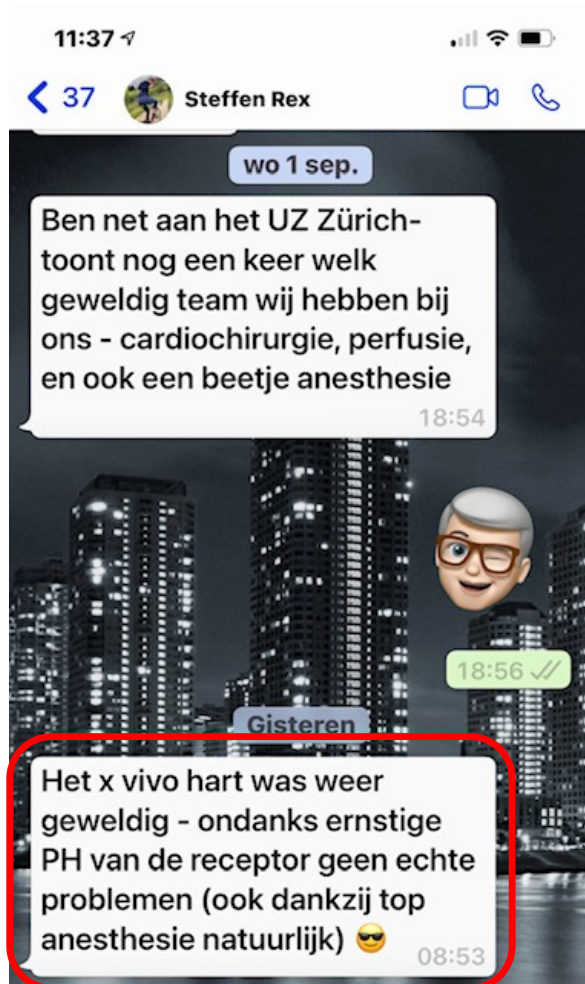 11:37
37 Steffen Rex
wo 1 sep.
Ben net aan het UZ Zürich-
toont nog een keer welk
geweldig team wij hebben bij
ons - cardiochirurgie, perfusie,
en ook een beetje anesthesie
18:54
18:56
Gisteren
Het x vivo hart was weer
geweldig - ondanks ernstige
PH van de receptor geen echte
problemen (ook dankzij top
anesthesie natuurlijk) 😎
08:53